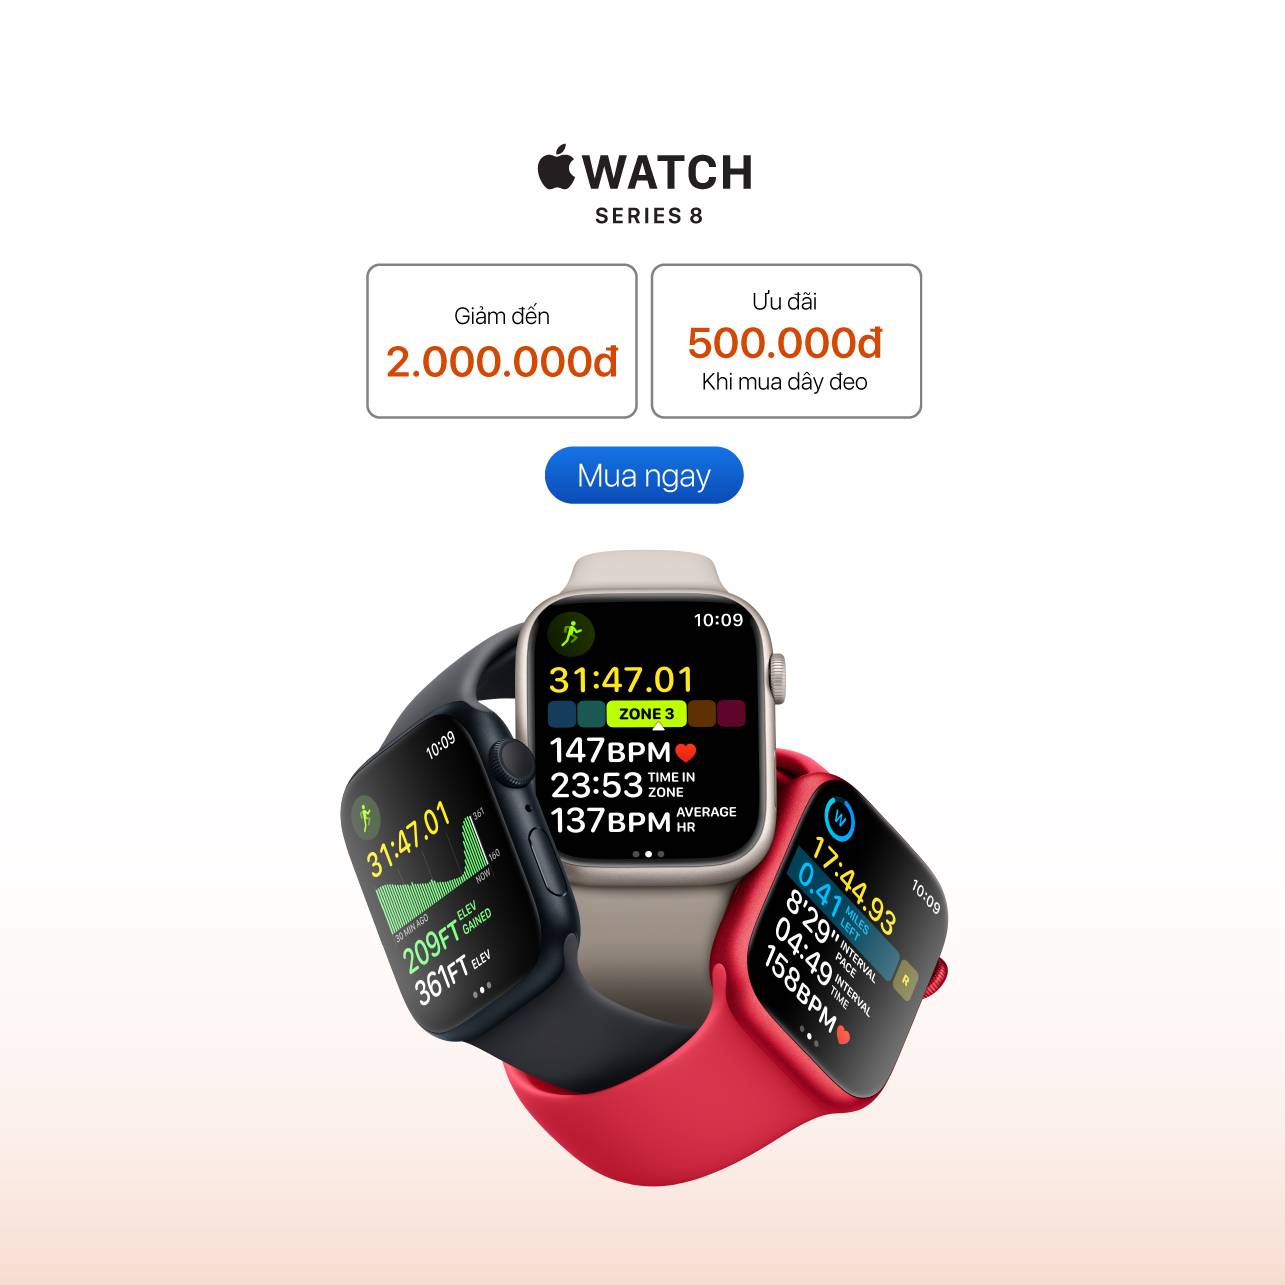 WATCH
SERIES 8
Giảm đến
2.000.000đ
Ưu đãi
500.000đ
Khi mua dây đeo
Mua ngay
10:09
31:47.01
ZONE 3
147BPM
23:53 TIME IN ZONE
137BPM AVERAGE HR
10:09
31:47.01
361
160
30 MIN AGO NOW
209FT ELEV GAINED
361FT ELEV
W
10:09
17:44.93
0.41 MILES LEFT
R
8'29" INTERVAL PACE
04:49 INTERVAL TIME
158BPM